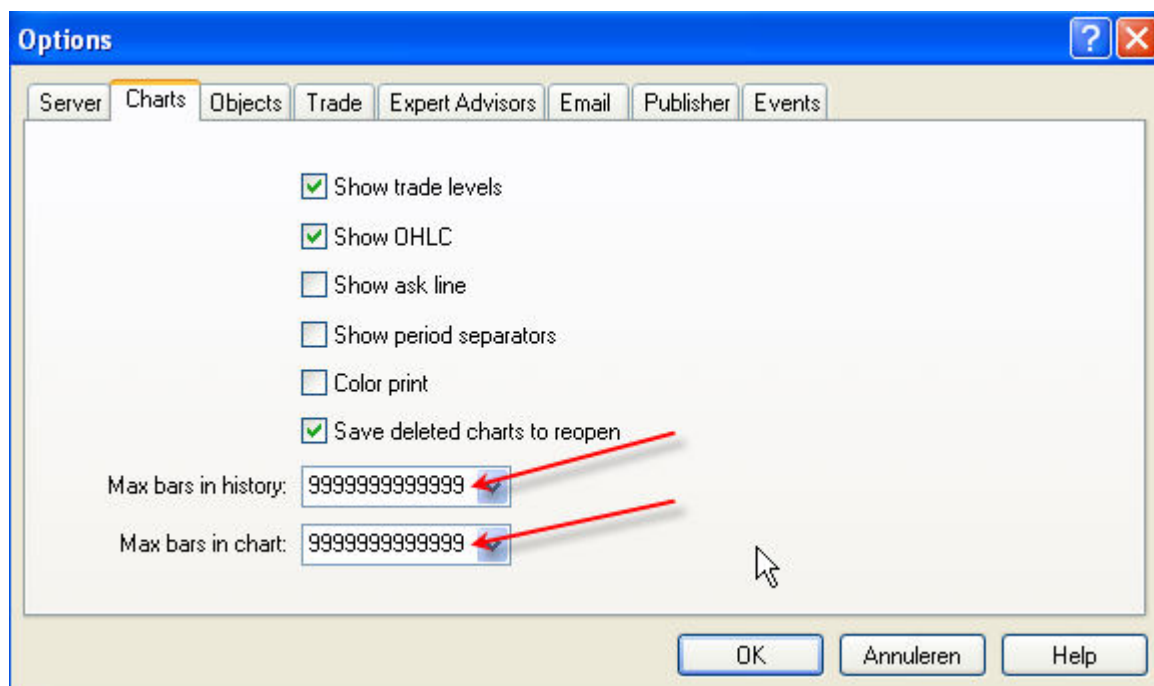 Options
Server Charts Objects Trade Expert Advisors Email Publisher Events
Show trade levels
Show OHLC
Show ask line
Show period separators
Color print
Save deleted charts to reopen
Max bars in history: 9999999999999
Max bars in chart: 9999999999999
OK Annuleren Help